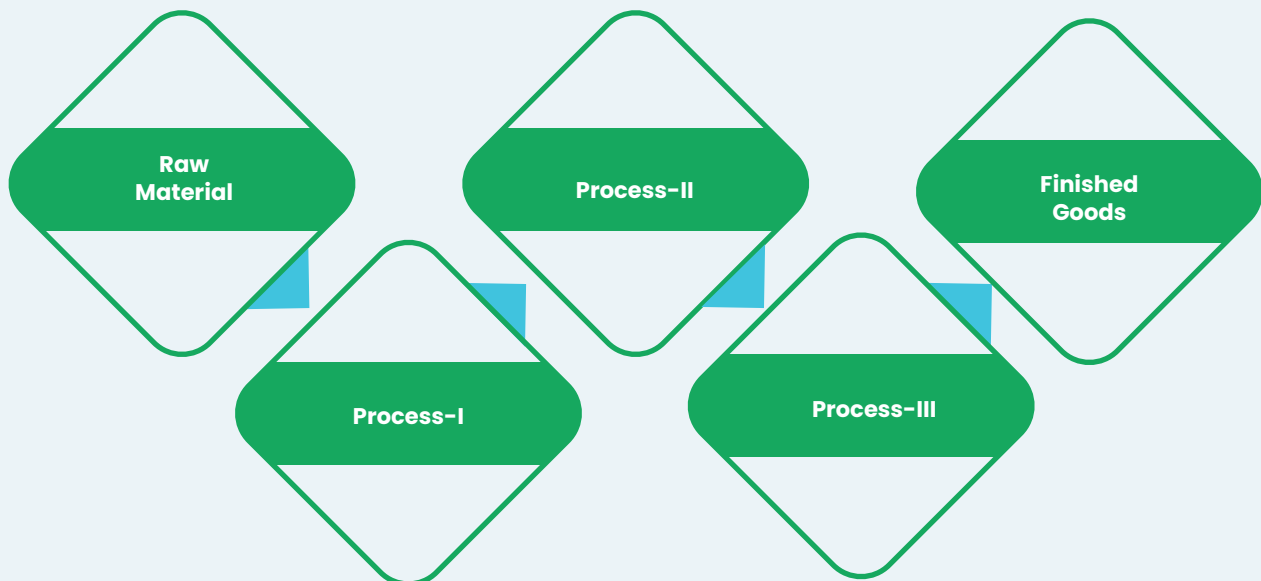 Raw
Material
Process-I
Process-II
Process-III
Finished
Goods